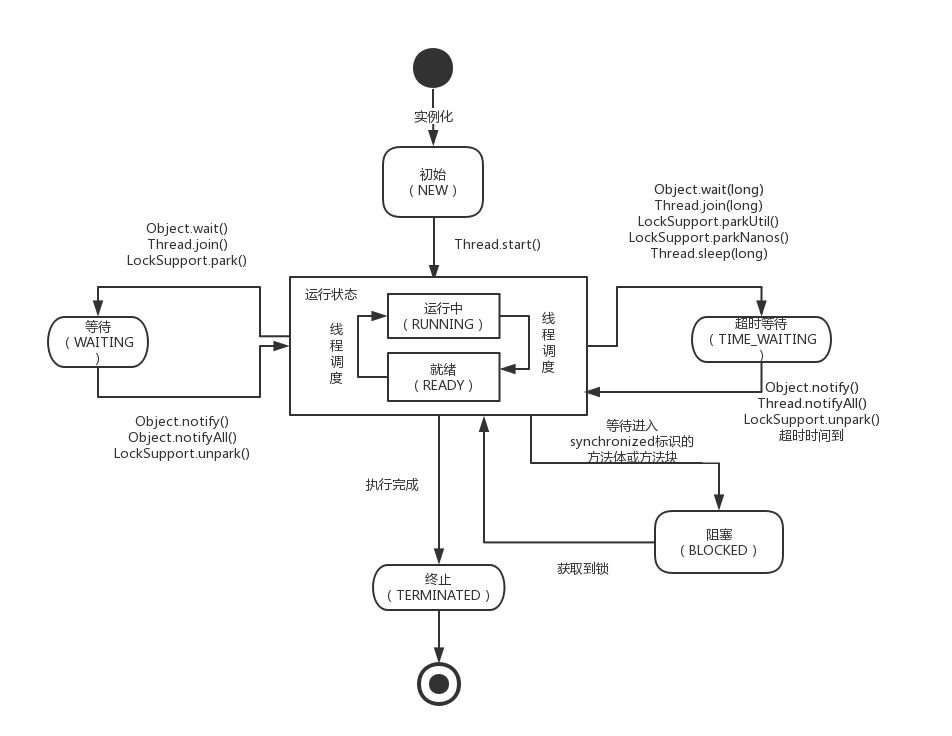 实例化
初始
( NEW )
Thread.start()
Object.wait()
Thread.join()
LockSupport.park()
Object.wait(long)
Thread.join(long)
LockSupport.parkUtil()
LockSupport.parkNanos()
Thread.sleep(long)
运行状态
运行中
( RUNNING )
就绪
( READY )
线程调度
线程调度
等待
( WAITING
)
超时等待
( TIME_WAITING
)
Object.notify()
Object.notifyAll()
LockSupport.unpark()
Object.notify()
Thread.notifyAll()
LockSupport.unpark()
超时时间到
等待进入
synchronized标识的
方法体或方法块
执行完成
阻塞
( BLOCKED )
获取到锁
终止
( TERMINATED )